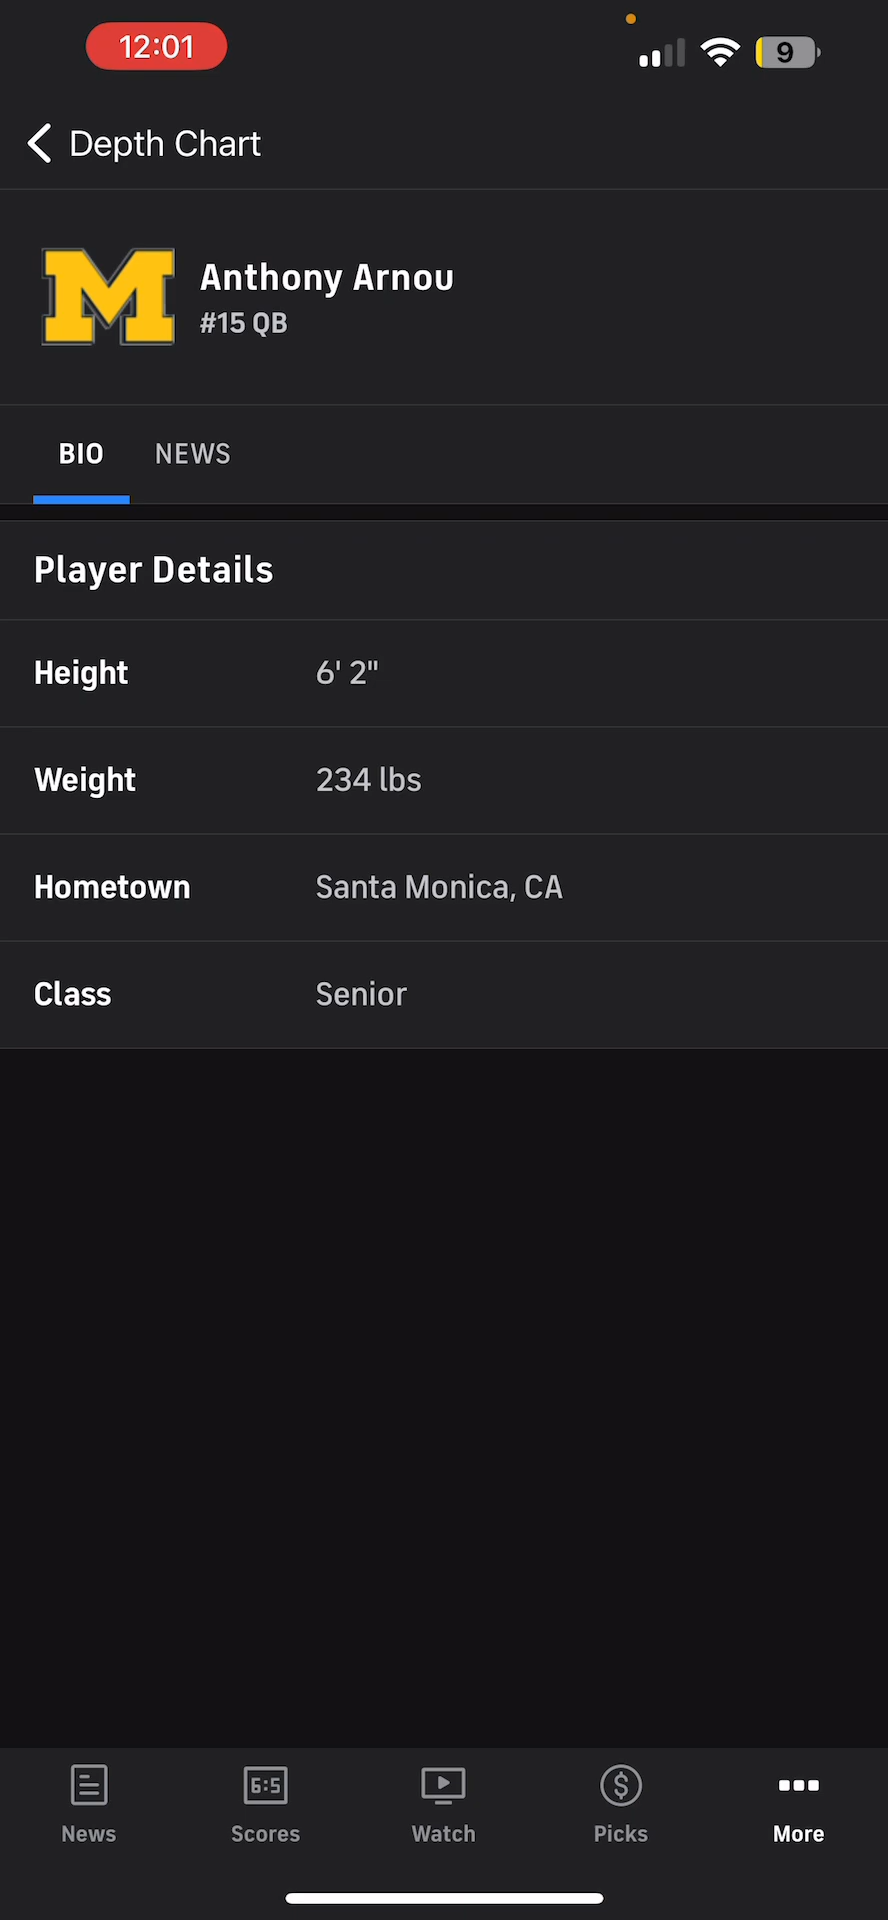 12:01
9
Depth Chart
M
Anthony Arnou
#15 QB
BIO NEWS
Player Details
Height 6' 2"
Weight 234 lbs
Hometown Santa Monica, CA
Class Senior
6:5
$
News Scores Watch Picks More